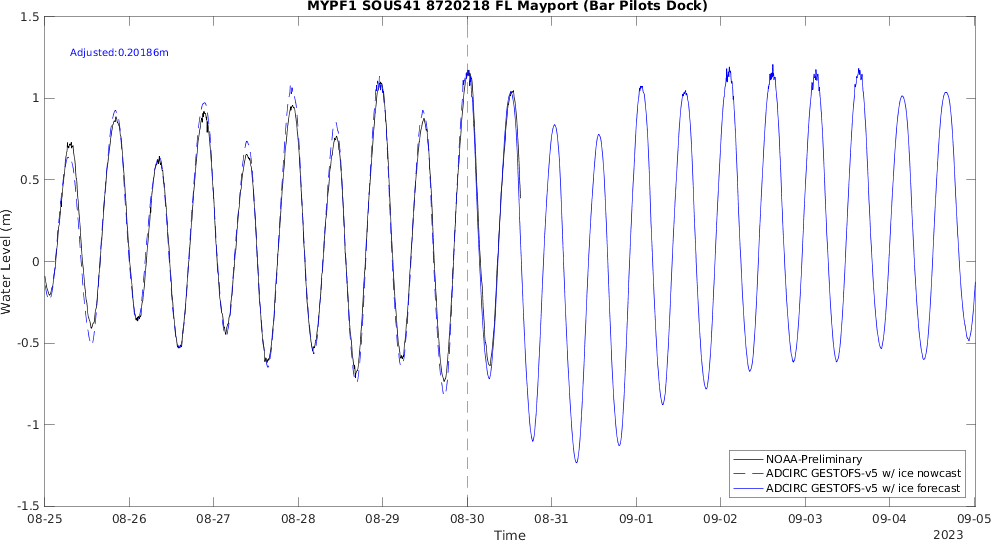 MYPF1 SOUS41 8720218 FL Mayport (Bar Pilots Dock)
Adjusted:0.20186m
Water Level (m)
1.5
1
0.5
0
-0.5
-1
-1.5
08-25 08-26 08-27 08-28 08-29 08-30 08-31 09-01 09-02 09-03 09-04 09-05
Time
2023
NOAA-Preliminary
ADCIRC GESTOFS-v5 w/ ice nowcast
ADCIRC GESTOFS-v5 w/ ice forecast